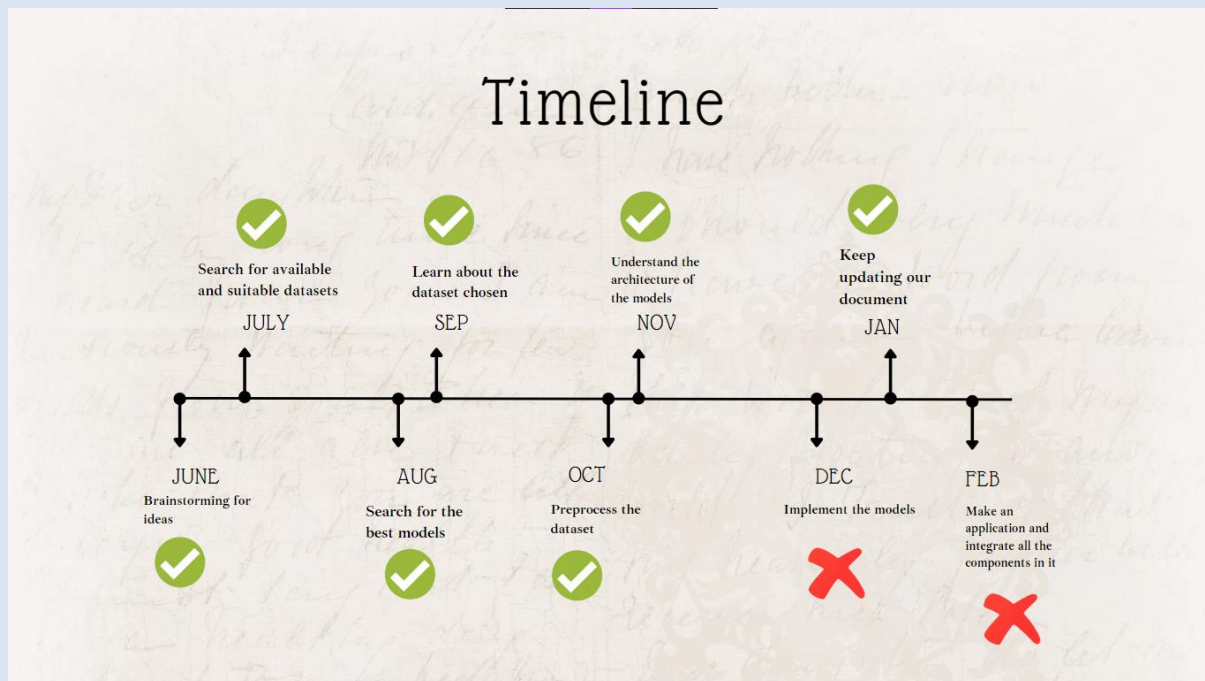 Timeline
Search for available
and suitable datasets
JULY
Learn about the
dataset chosen
SEP
Understand the
architecture of
the models
NOV
Keep
updating our
document
JAN
JUNE
Brainstorming for
ideas
AUG
Search for the
best models
OCT
Preprocess the
dataset
DEC
Implement the models
FEB
Make an
application and
integrate all the
components in it